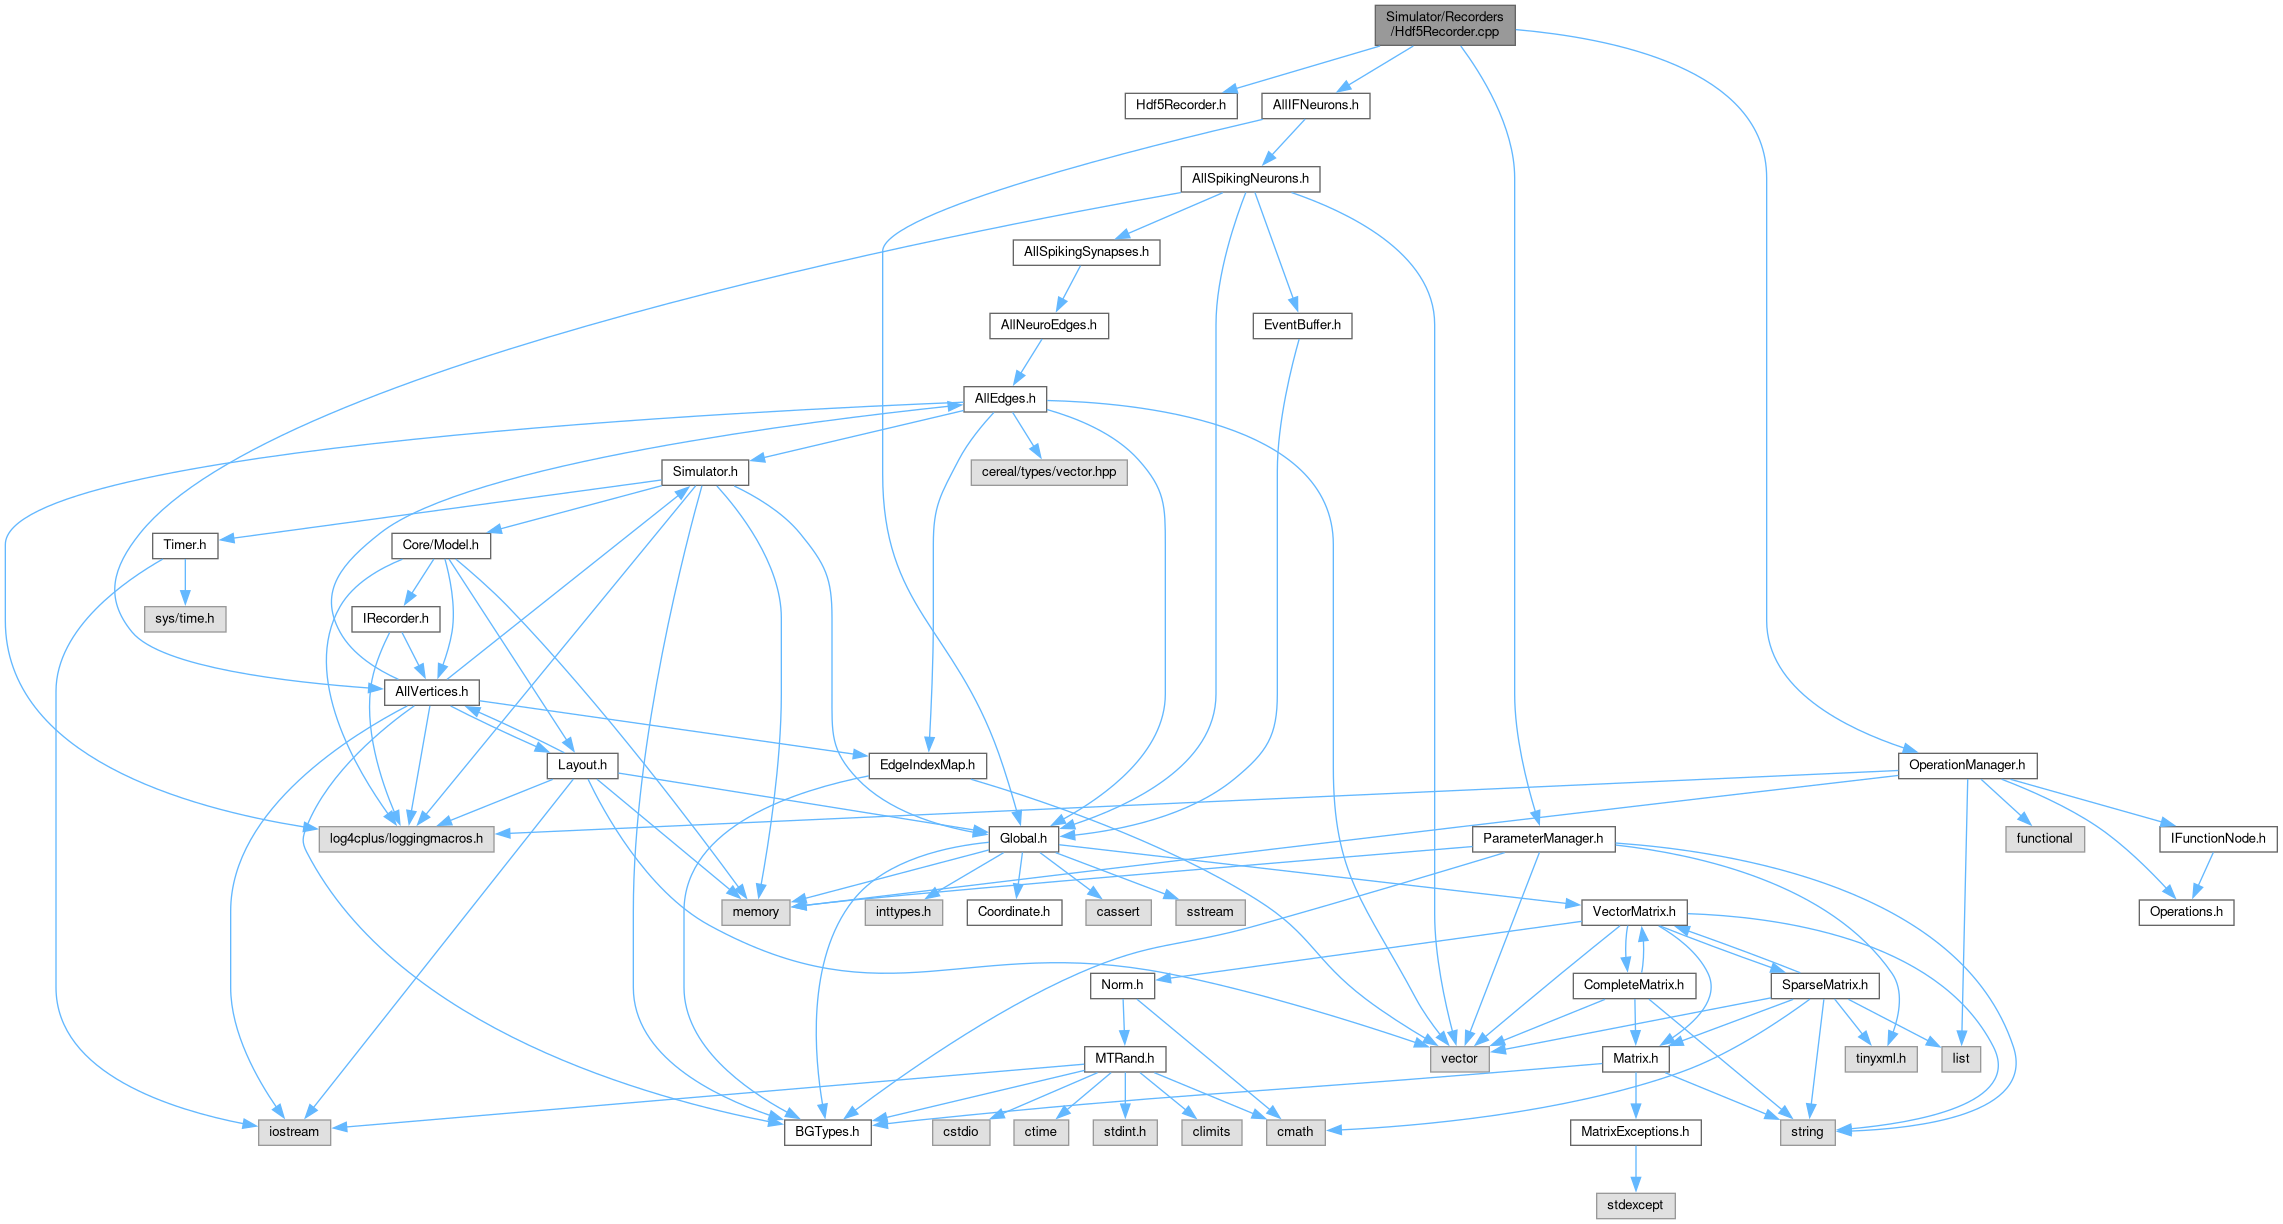 Simulator/Recorders
/Hdf5Recorder.cpp
Hdf5Recorder.h
AllIFNeurons.h
AllSpikingNeurons.h
AllSpikingSynapses.h
AllNeuroEdges.h
EventBuffer.h
AllEdges.h
Simulator.h
cereal/types/vector.hpp
Timer.h
Core/Model.h
sys/time.h
IRecorder.h
AllVertices.h
Layout.h
EdgeIndexMap.h
OperationManager.h
log4cplus/loggingmacros.h
Global.h
ParameterManager.h
functional
IFunctionNode.h
memory
inttypes.h
Coordinate.h
cassert
sstream
VectorMatrix.h
Operations.h
Norm.h
CompleteMatrix.h
SparseMatrix.h
MTRand.h
vector
Matrix.h
tinyxml.h
list
iostream
BGTypes.h
cstdio
ctime
stdint.h
climits
cmath
MatrixExceptions.h
string
stdexcept